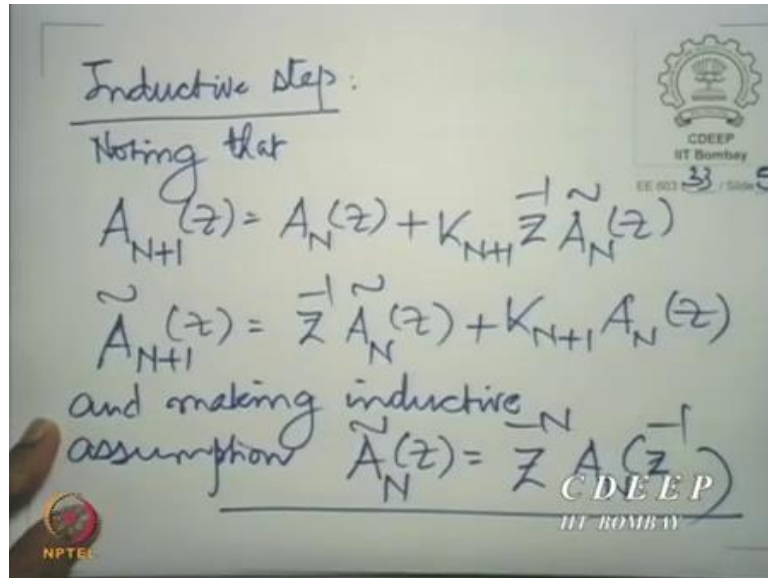 Inductive step:
Noting that
A_{N+1}(z) = A_N(z) + K_{N+1} z^{-1} Ã_N(z)
Ã_{N+1}(z) = z^{-1} Ã_N(z) + K_{N+1} A_N(z)
and making inductive
assumption Ã_N(z) = z^{-N} A_N(z^{-1})
CDEEP
IIT Bombay
EE 603 33 / Slide 5
CDEEP
IIT BOMBAY
NPTEL